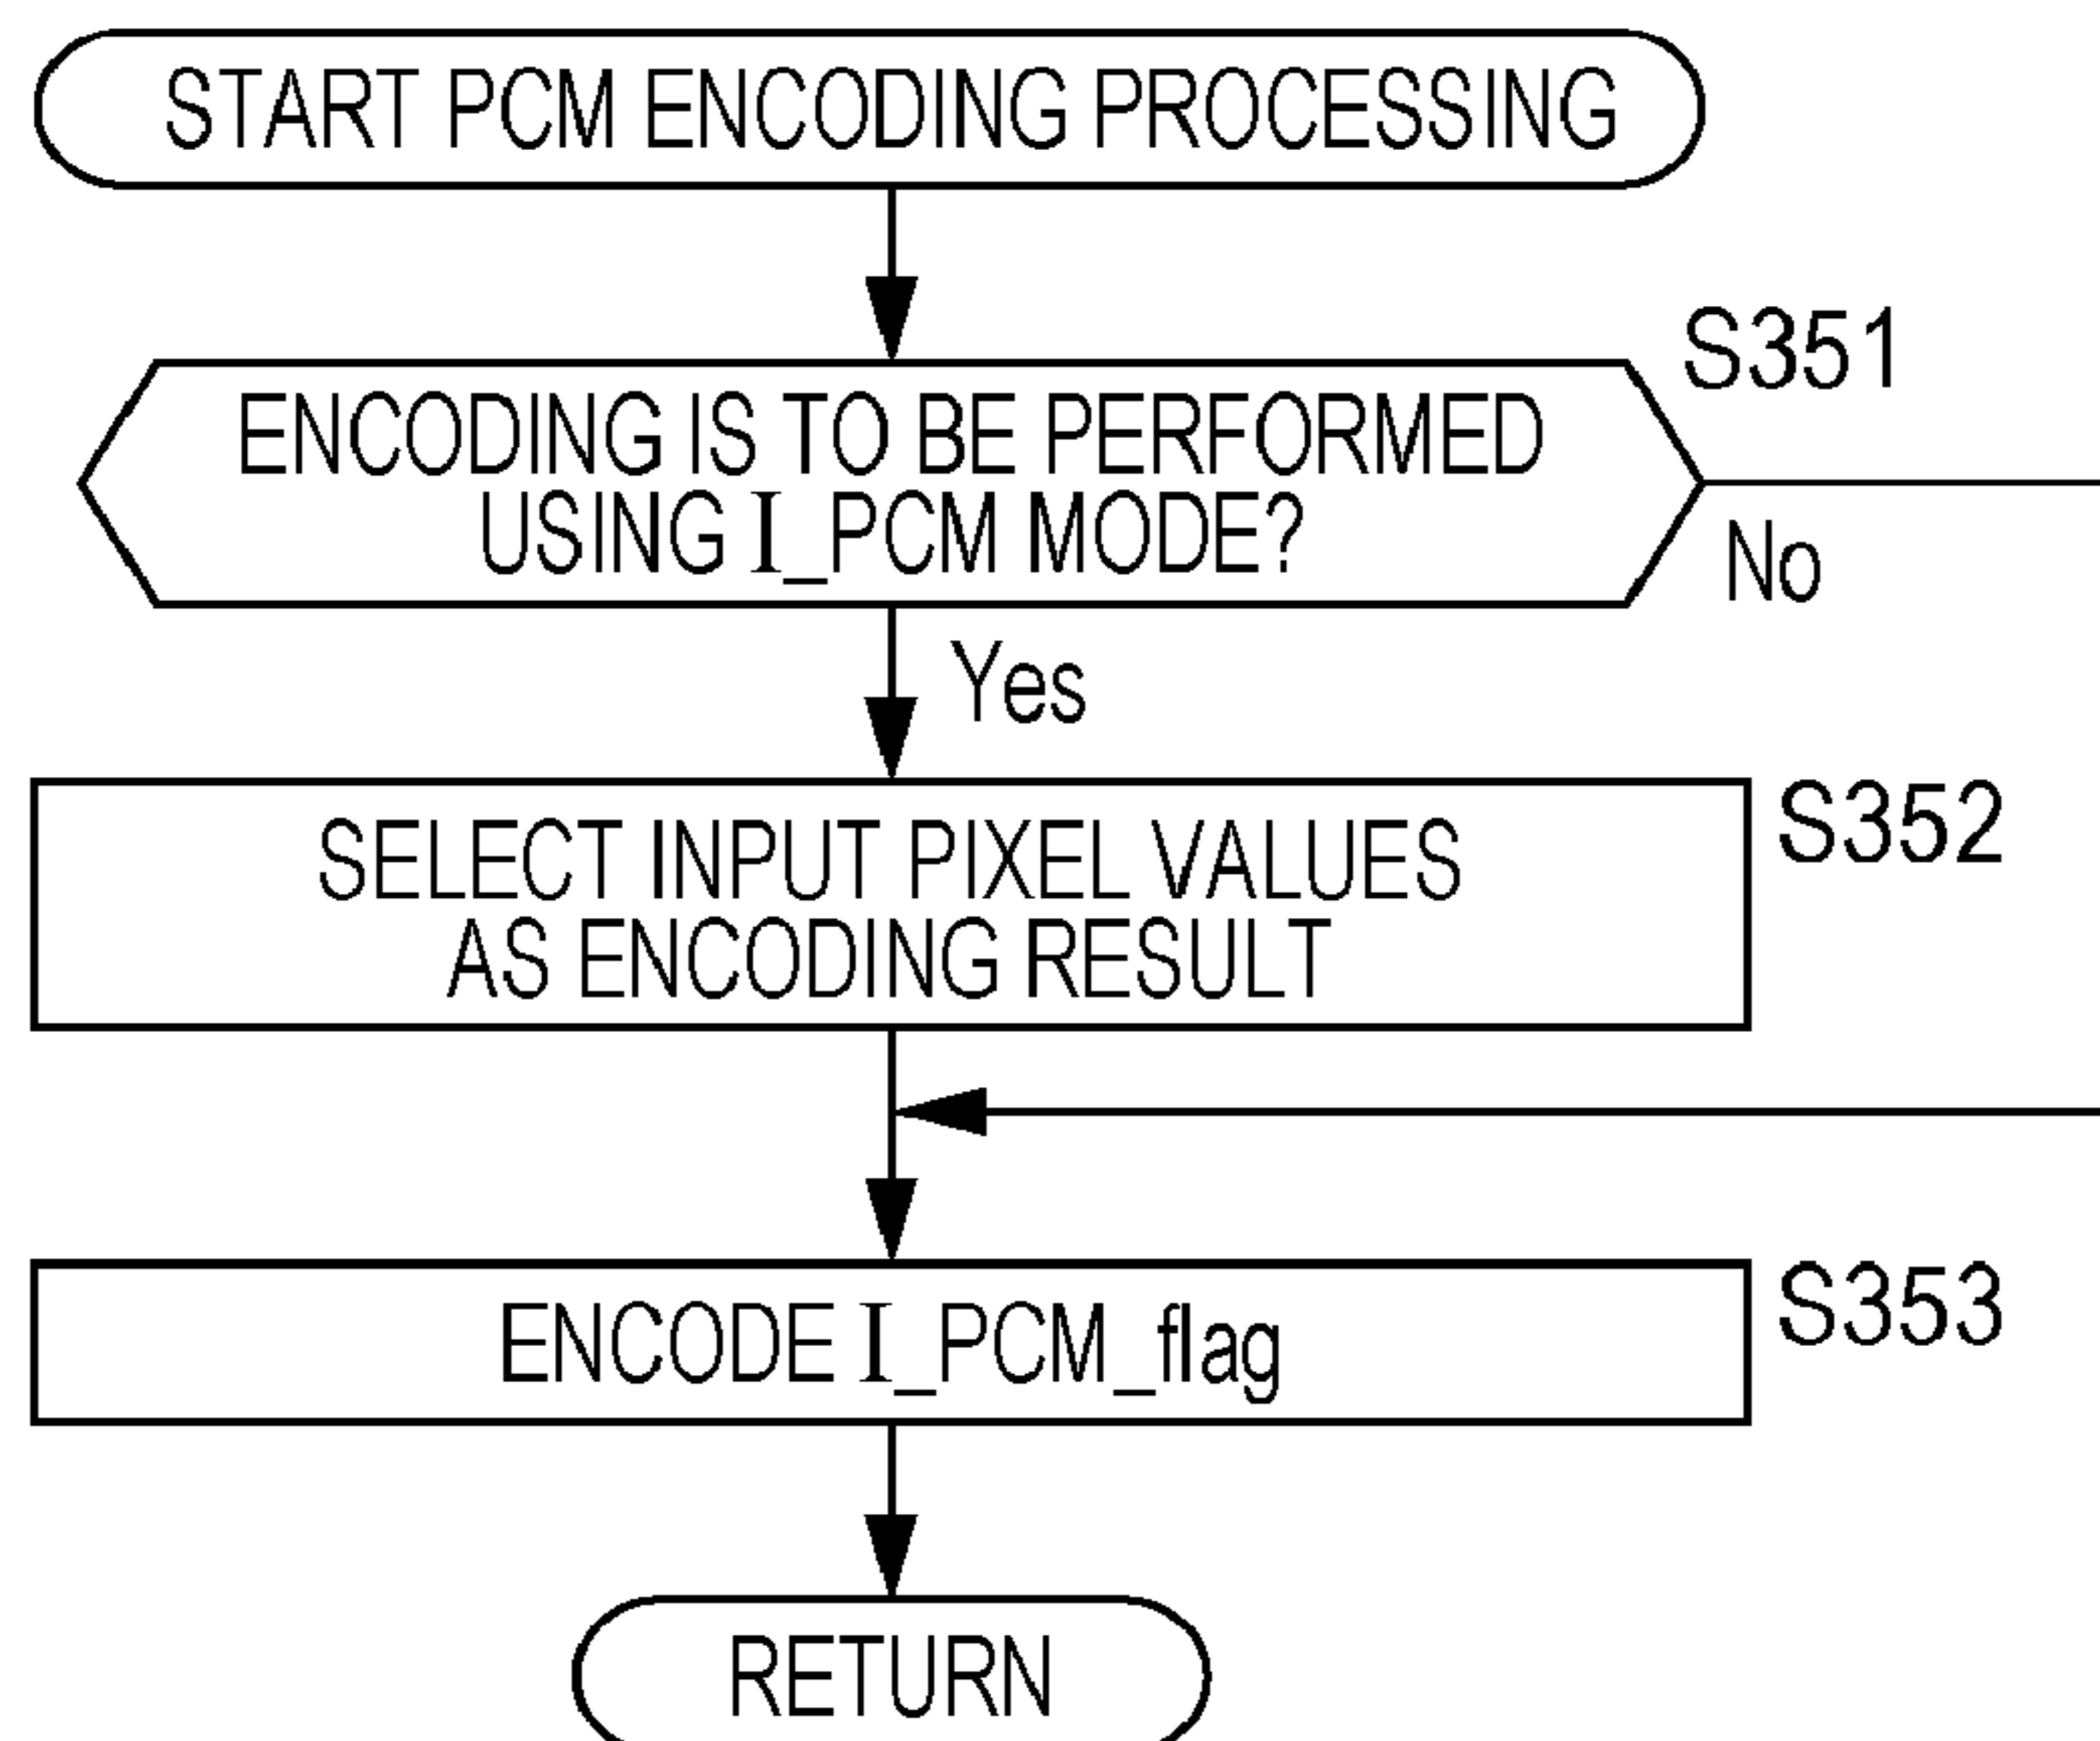 START PCM ENCODING PROCESSING
S351
ENCODING IS TO BE PERFORMED
USING I_PCM MODE?
No
Yes
S352
SELECT INPUT PIXEL VALUES
AS ENCODING RESULT
S353
ENCODE I_PCM_flag
RETURN